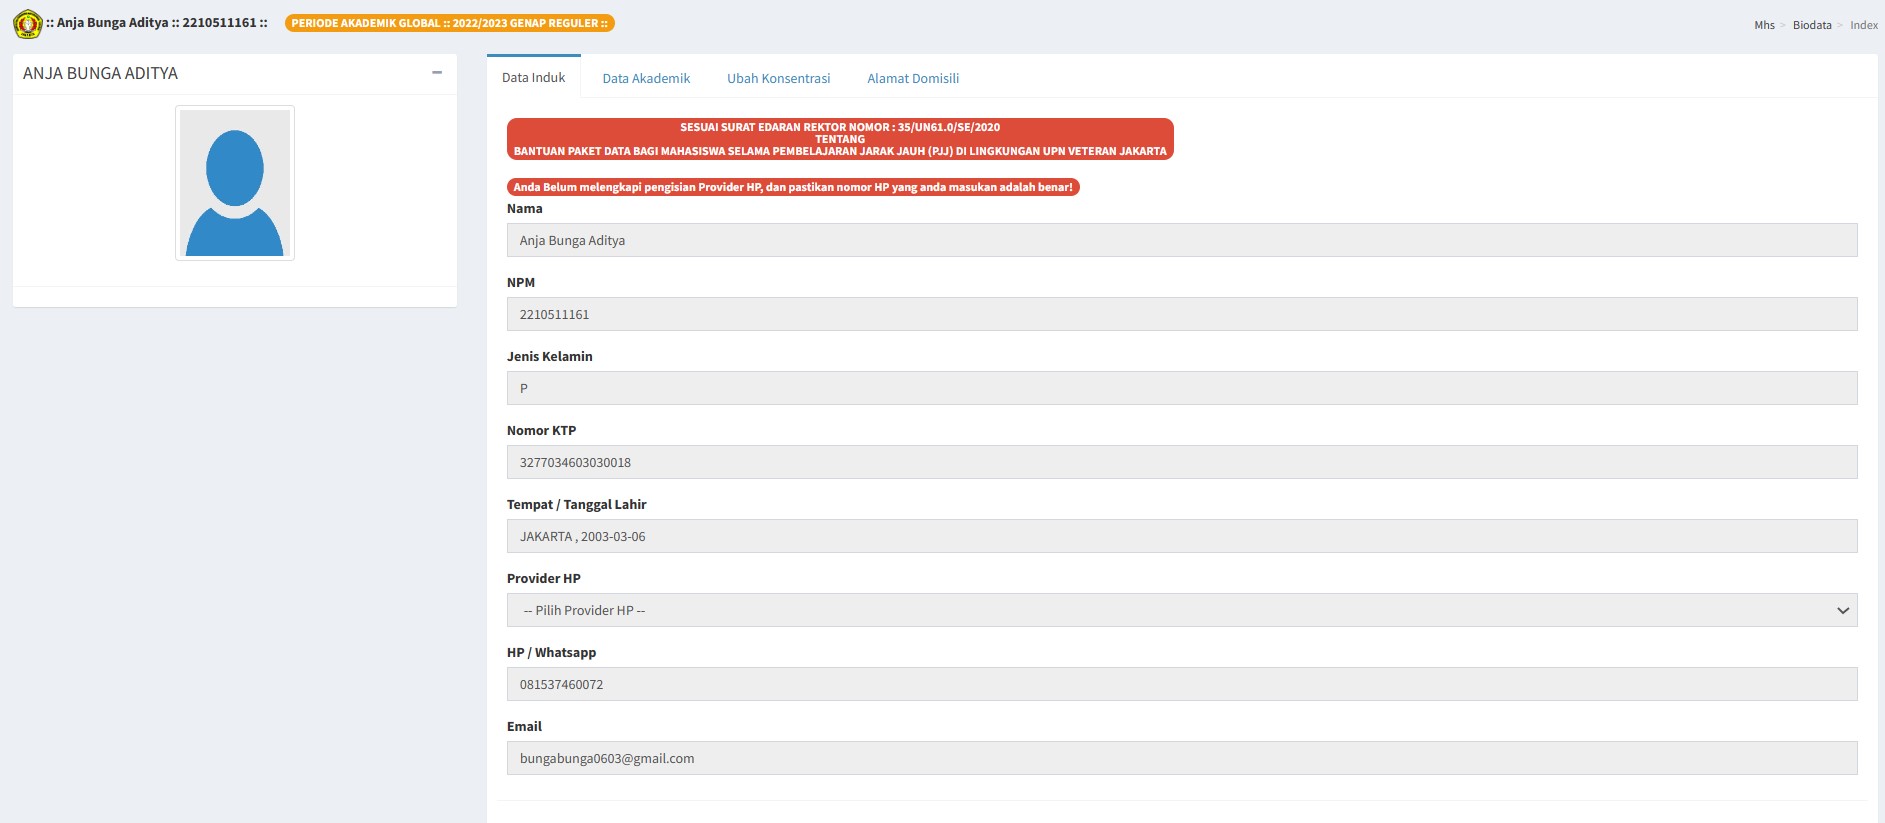 :: Anja Bunga Aditya :: 2210511161 ::
PERIODE AKADEMIK GLOBAL :: 2022/2023 GENAP REGULER ::
Mhs > Biodata > Index
ANJA BUNGA ADITYA
Data Induk
Data Akademik
Ubah Konsentrasi
Alamat Domisili
SESUAI SURAT EDARAN REKTOR NOMOR : 35/UN61.0/SE/2020
TENTANG
BANTUAN PAKET DATA BAGI MAHASISWA SELAMA PEMBELAJARAN JARAK JAUH (PJJ) DI LINGKUNGAN UPN VETERAN JAKARTA
Anda Belum melengkapi pengisian Provider HP, dan pastikan nomor HP yang anda masukan adalah benar!
Nama
Anja Bunga Aditya
NPM
2210511161
Jenis Kelamin
P
Nomor KTP
3277034603030018
Tempat / Tanggal Lahir
JAKARTA , 2003-03-06
Provider HP
-- Pilih Provider HP --
HP / Whatsapp
081537460072
Email
bungabunga0603@gmail.com